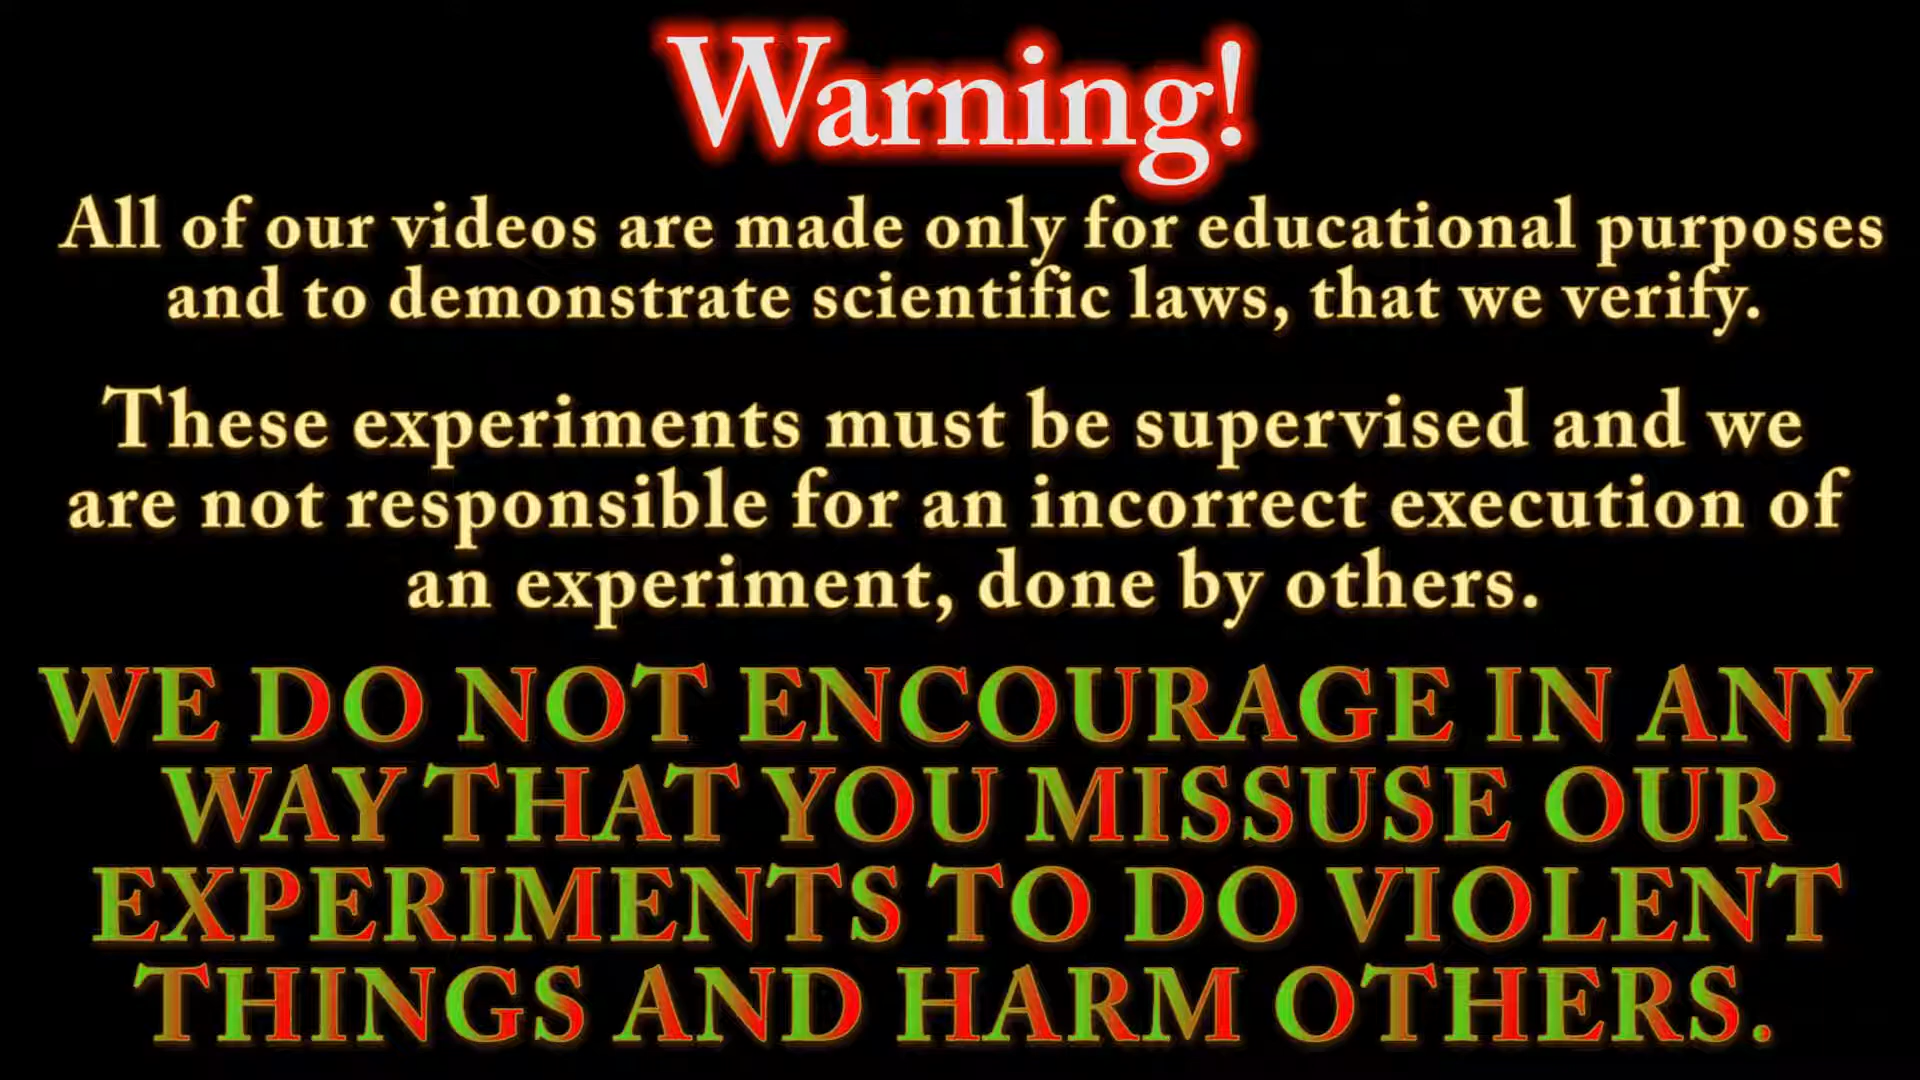 Warning!
All of our videos are made only for educational purposes
and to demonstrate scientific laws, that we verify.
These experiments must be supervised and we
are not responsible for an incorrect execution of
an experiment, done by others.
WE DO NOT ENCOURAGE IN ANY
WAY THAT YOU MISSUSE OUR
EXPERIMENTS TO DO VIOLENT
THINGS AND HARM OTHERS.